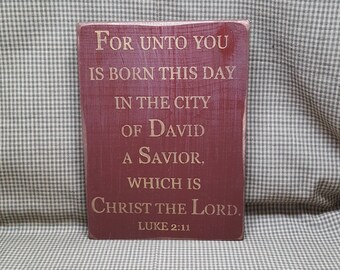 For unto you
is born this day
in the city
of David
a Savior,
which is
Christ the Lord.
Luke 2:11